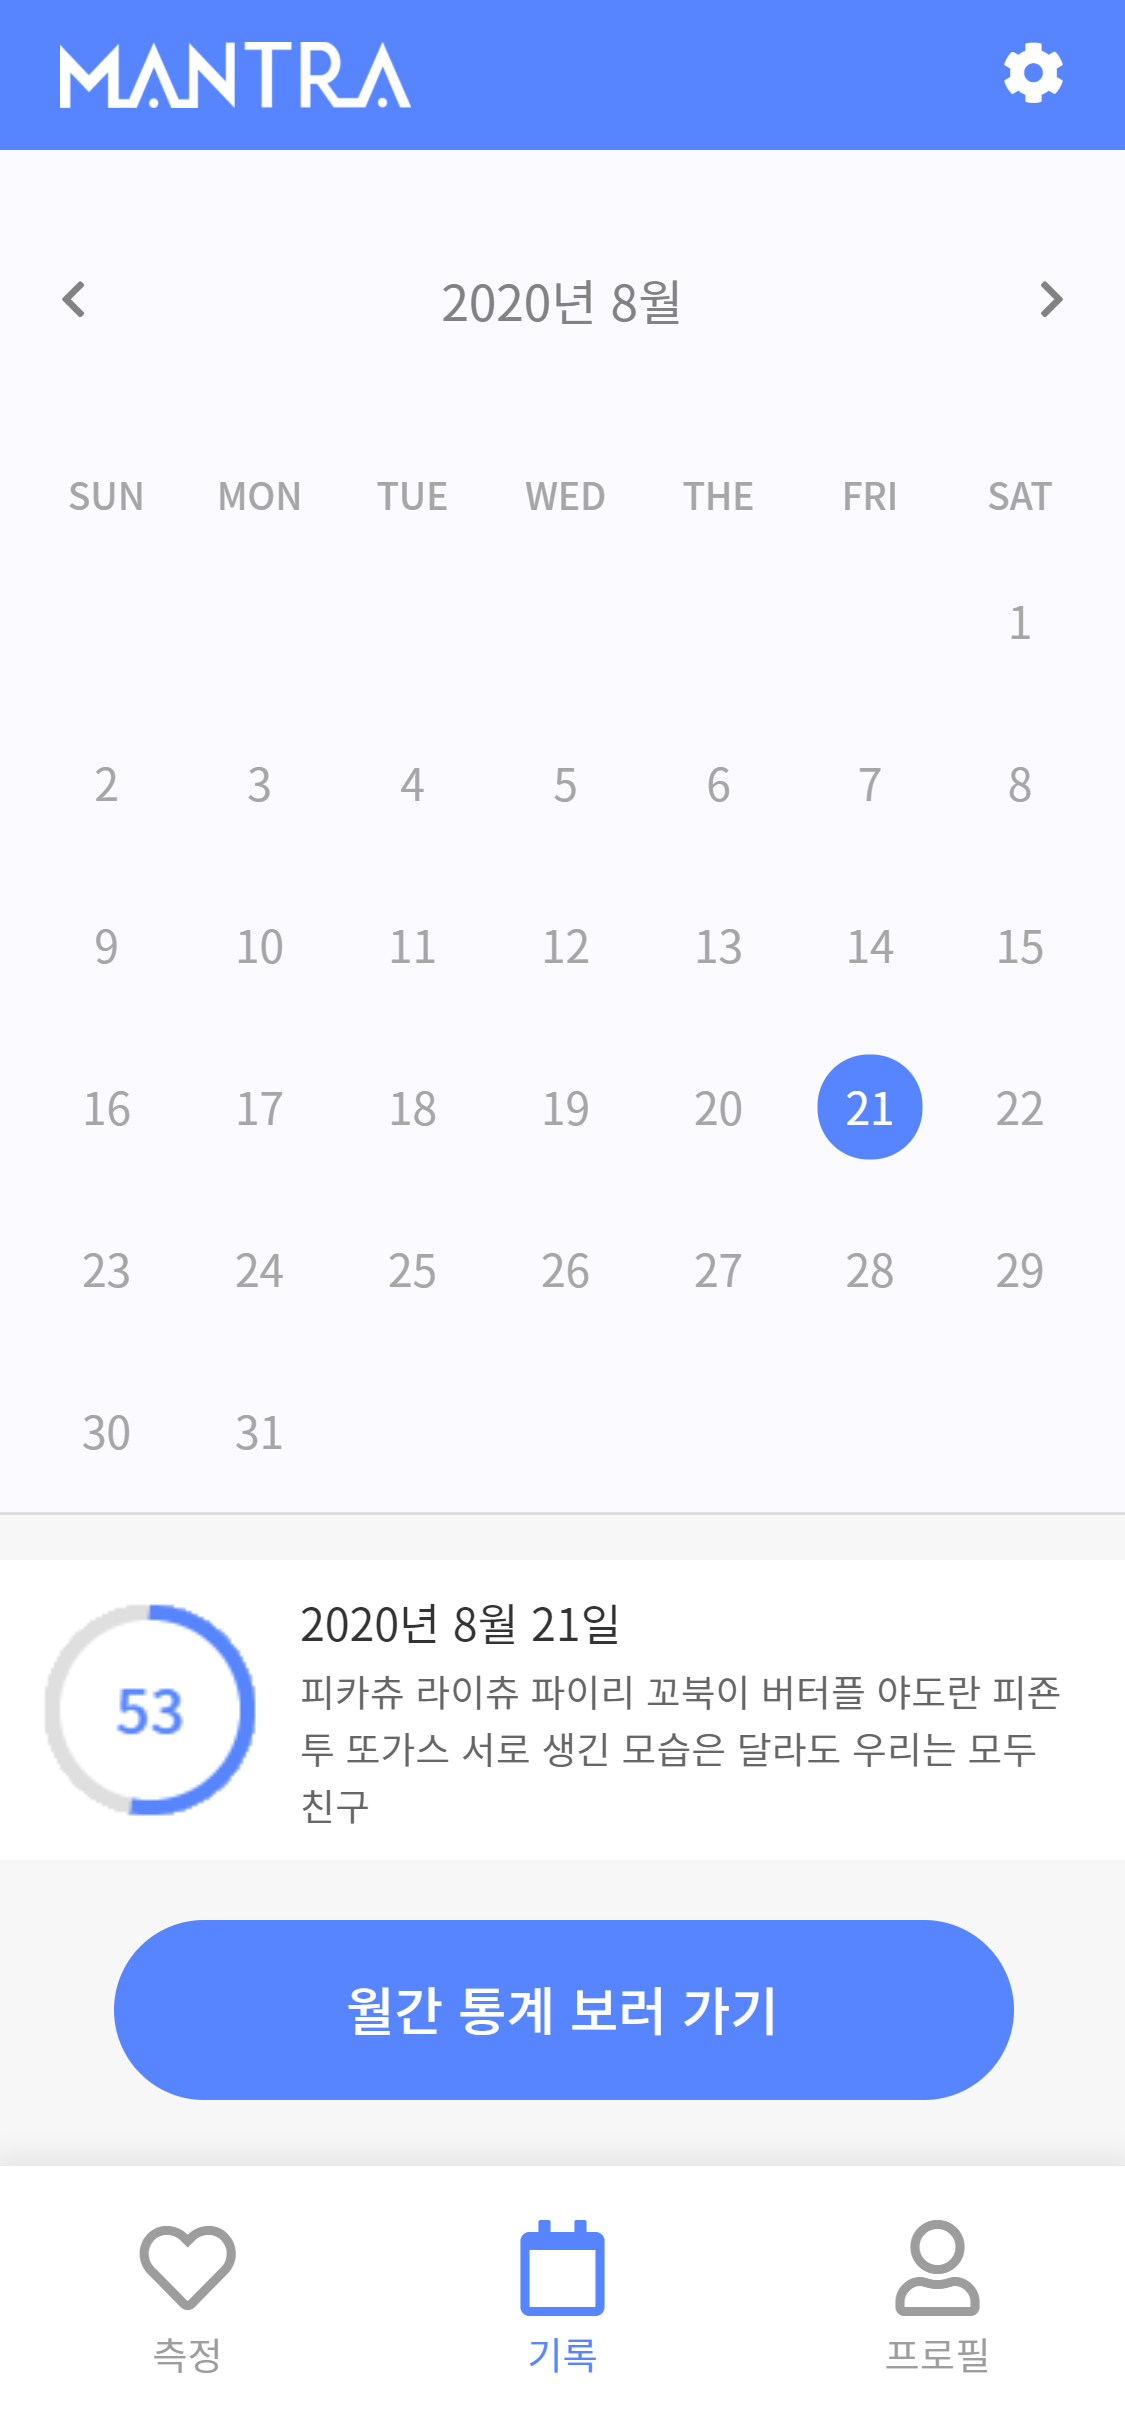 MANTRA
2020년 8월
SUN MON TUE WED THE FRI SAT
1
2 3 4 5 6 7 8
9 10 11 12 13 14 15
16 17 18 19 20 21 22
23 24 25 26 27 28 29
30 31
53
2020년 8월 21일
피카츄 라이츄 파이리 꼬북이 버터플 야도란 피죤
투 또가스 서로 생긴 모습은 달라도 우리는 모두
친구
월간 통계 보러 가기
측정 기록 프로필